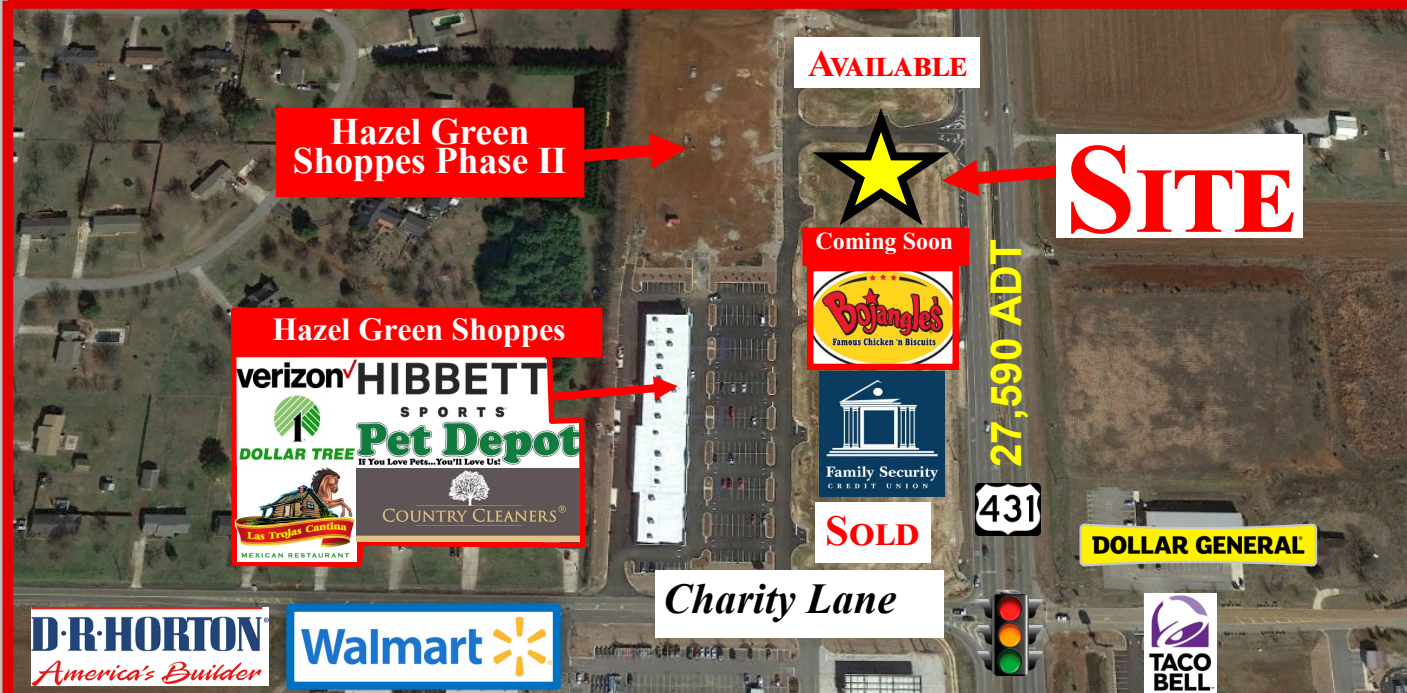 AVAILABLE
Hazel Green
Shoppes Phase II
SITE
Coming Soon
Bojangles'
Famous Chicken 'n Biscuits
27,590 ADT
Hazel Green Shoppes
verizon
HIBBETT
SPORTS
1
DOLLAR TREE
Pet Depot
If You Love Pets...You'll Love Us!
Las Trojas Cantina
MEXICAN RESTAURANT
COUNTRY CLEANERS®
Family Security
CREDIT UNION
431
SOLD
DOLLAR GENERAL
Charity Lane
D·R·HORTON®
America's Builder
Walmart
TACO
BELL